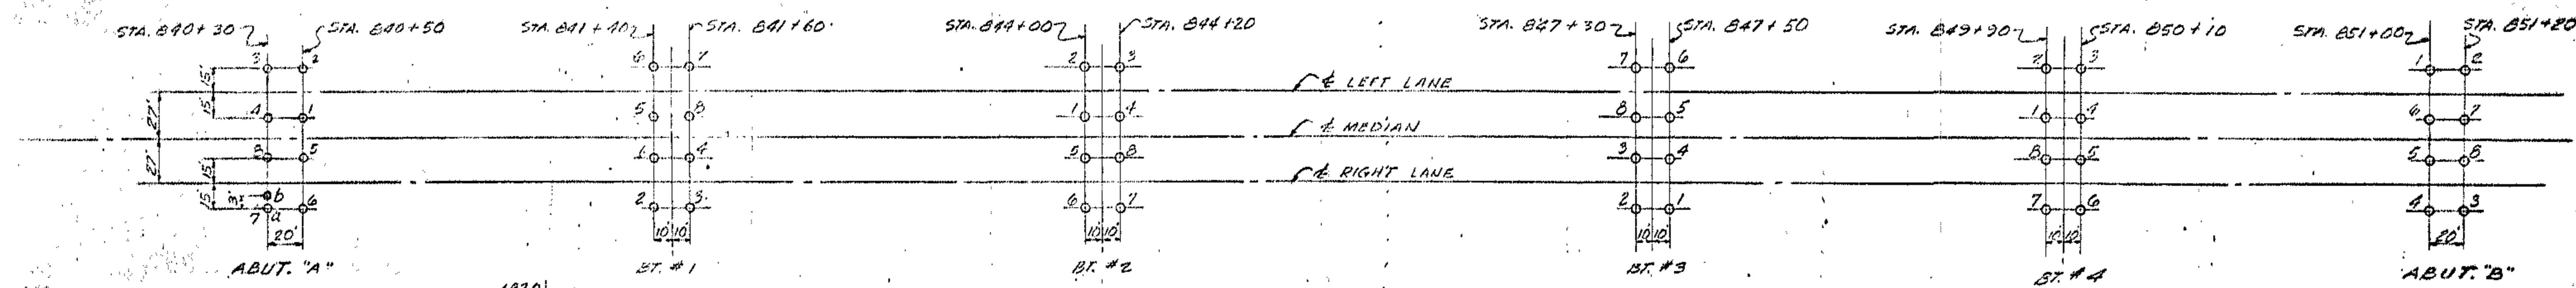 STA. 840+30 STA. 840+50 STA. 841+40 STA. 841+60 STA. 844+00 STA. 844+20 STA. 847+30 STA. 847+50 STA. 849+90 STA. 850+10 STA. 851+00 STA. 851+20
3 2 6 7 2 3 7 6 2 3 1 2
15'
℄ LEFT LANE
27' 15' 4 1 5 8 1 4 8 5 1 4 6 7
℄ MEDIAN
27' 15' 8 5 1 4 5 8 3 4 8 5 5 8
℄ RIGHT LANE
15' b
7 a 6 2 3 6 7 2 1 7 6 4 3
20' 10' 10' 10' 10' 10' 10' 10' 10' 20'
ABUT. "A" BT. #1 BT. #2 BT. #3 BT. #4 ABUT. "B"